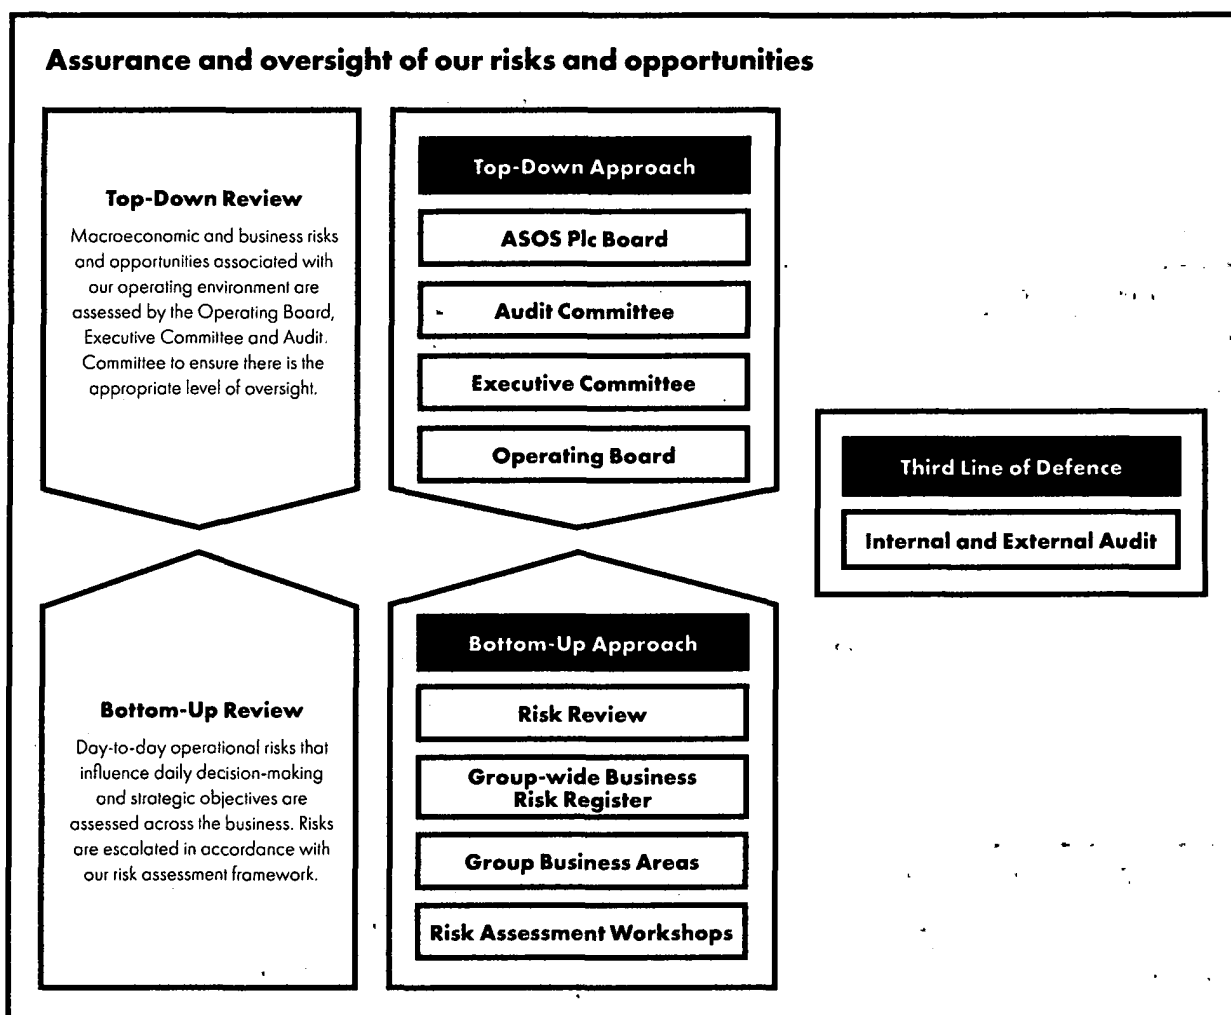 Assurance and oversight of our risks and opportunities
Top-Down Review
Macroeconomic and business risks
and opportunities associated with
our operating environment are
assessed by the Operating Board,
Executive Committee and Audit.
Committee to ensure there is the
appropriate level of oversight.
Top-Down Approach
ASOS Plc Board
Audit Committee
Executive Committee
Operating Board
Third Line of Defence
Internal and External Audit
Bottom-Up Review
Day-to-day operational risks that
influence daily decision-making
and strategic objectives are
assessed across the business. Risks
are escalated in accordance with
our risk assessment framework.
Bottom-Up Approach
Risk Review
Group-wide Business
Risk Register
Group Business Areas
Risk Assessment Workshops